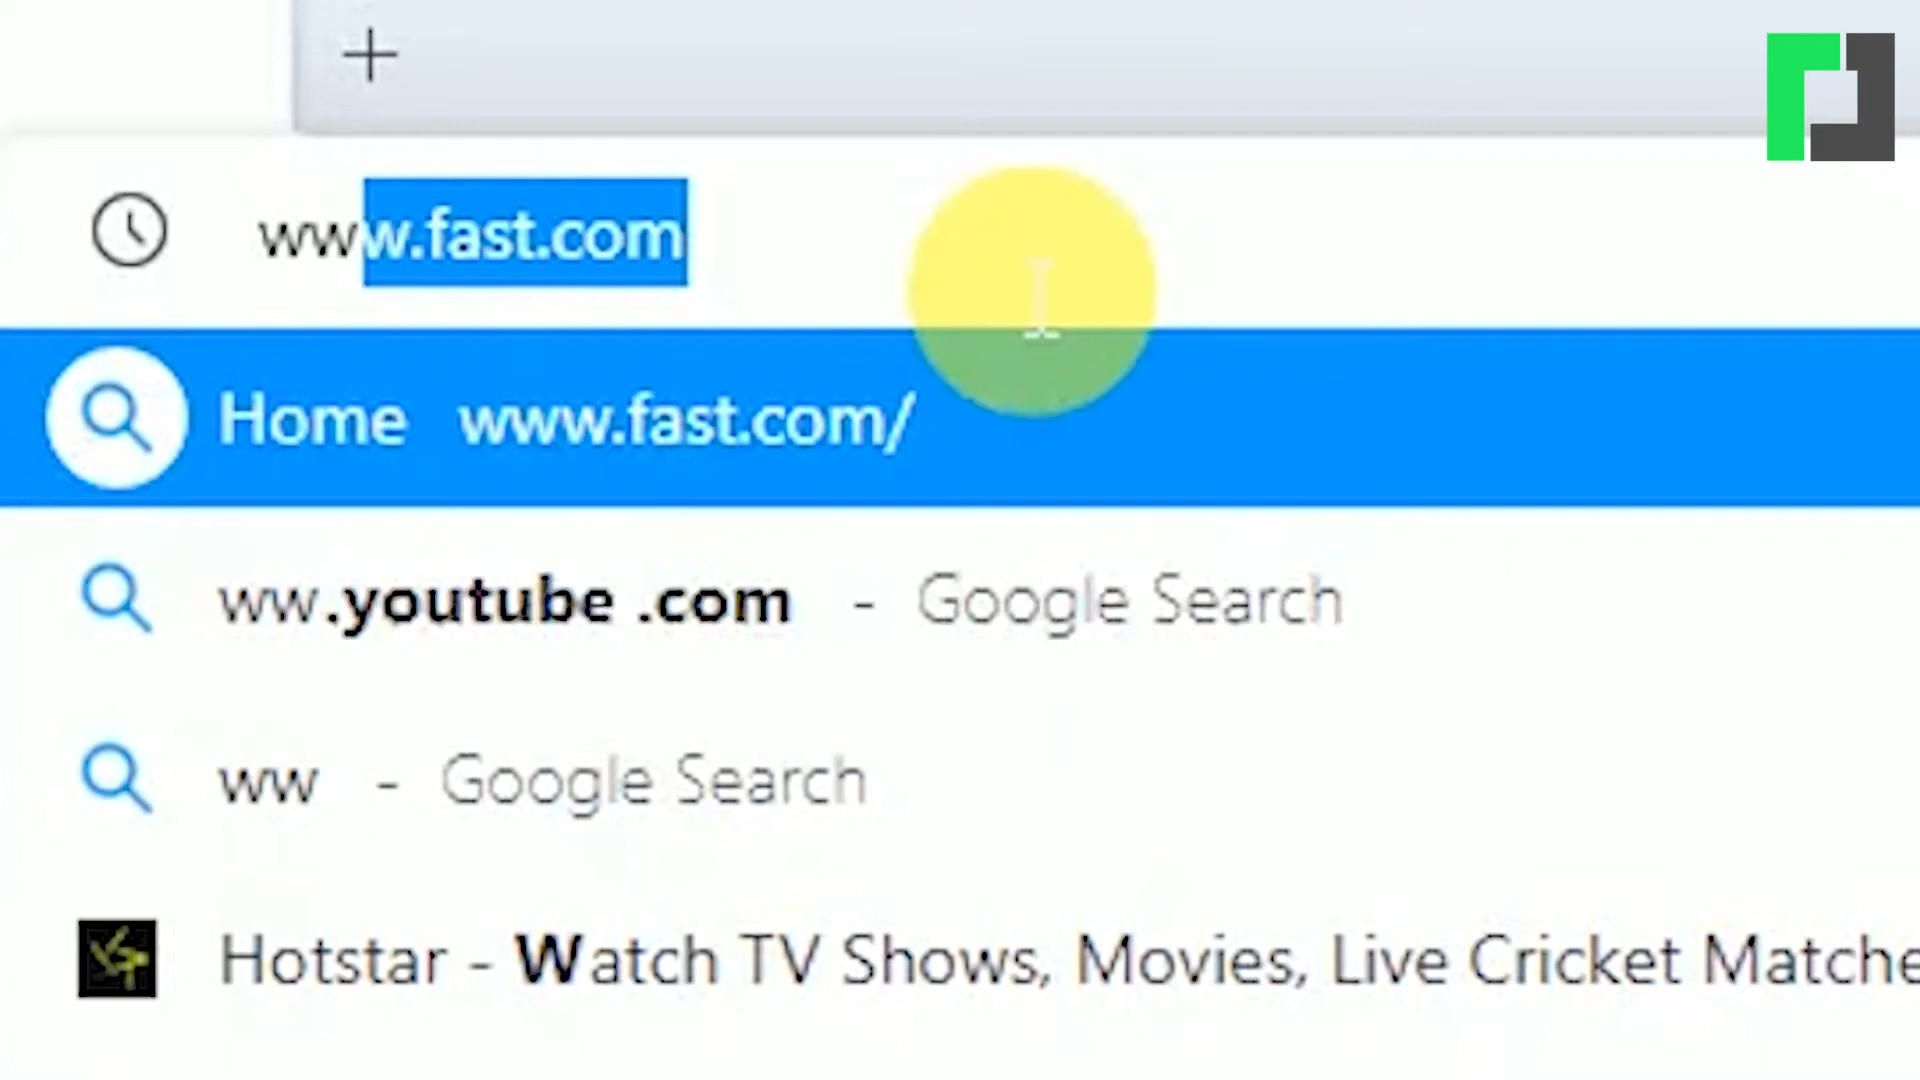 www.fast.com
Home www.fast.com/
ww.youtube .com - Google Search
ww - Google Search
Hotstar - Watch TV Shows, Movies, Live Cricket Matche